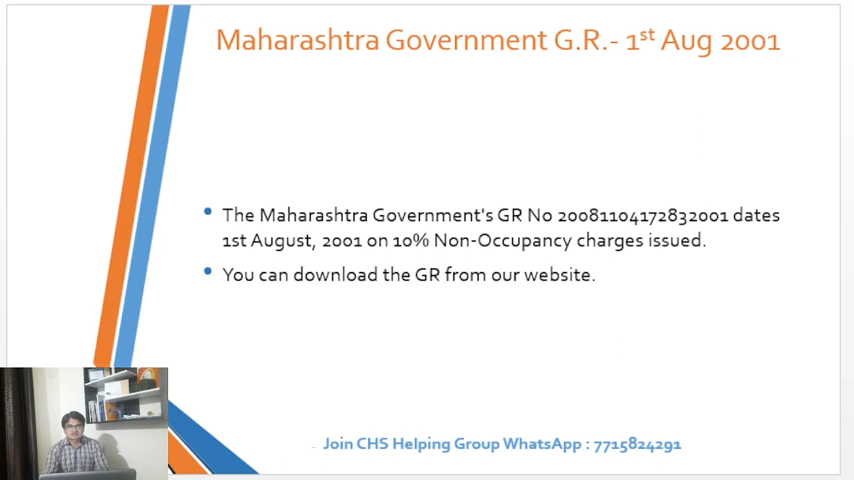 Maharashtra Government G.R.- 1st Aug 2001
The Maharashtra Government's GR No 20081104172832001 dates
1st August, 2001 on 10% Non-Occupancy charges issued.
You can download the GR from our website.
Join CHS Helping Group WhatsApp : 7715824291